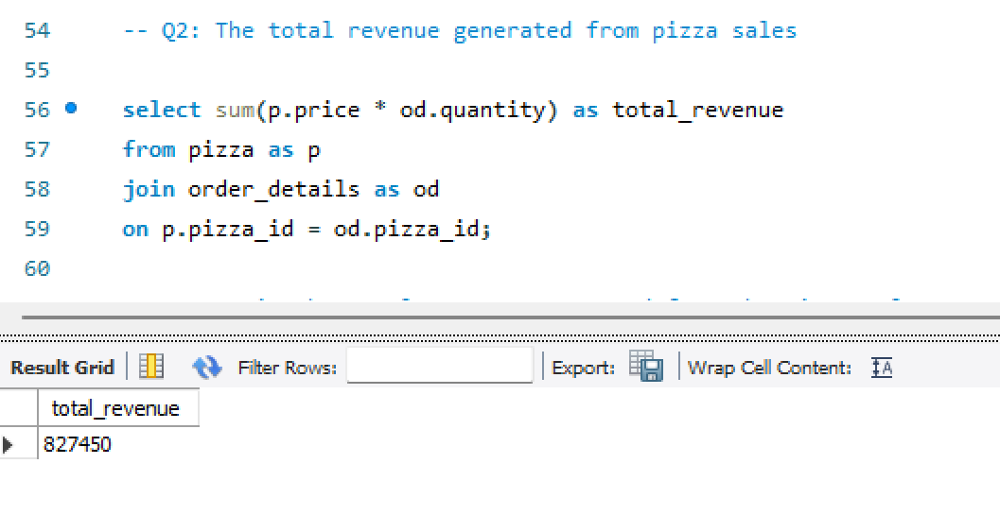 54 -- Q2: The total revenue generated from pizza sales
55
56 select sum(p.price * od.quantity) as total_revenue
57 from pizza as p
58 join order_details as od
59 on p.pizza_id = od.pizza_id;
60
Result Grid Filter Rows: Export: Wrap Cell Content: IA
total_revenue
827450